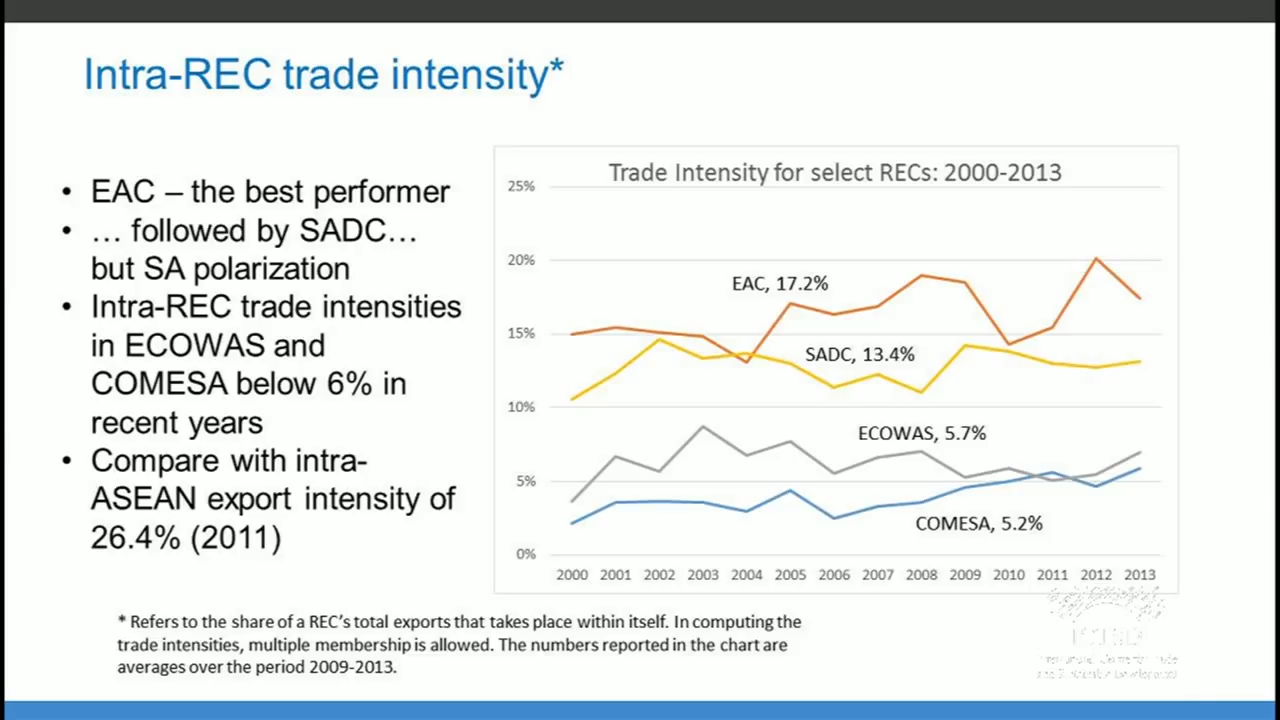 Intra-REC trade intensity*
• EAC – the best performer
• … followed by SADC…
but SA polarization
• Intra-REC trade intensities
in ECOWAS and
COMESA below 6% in
recent years
• Compare with intra-
ASEAN export intensity of
26.4% (2011)
Trade Intensity for select RECs: 2000-2013
25%
20%
15%
10%
5%
0%
EAC, 17.2%
SADC, 13.4%
ECOWAS, 5.7%
COMESA, 5.2%
2000 2001 2002 2003 2004 2005 2006 2007 2008 2009 2010 2011 2012 2013
* Refers to the share of a REC's total exports that takes place within itself. In computing the
trade intensities, multiple membership is allowed. The numbers reported in the chart are
averages over the period 2009-2013.